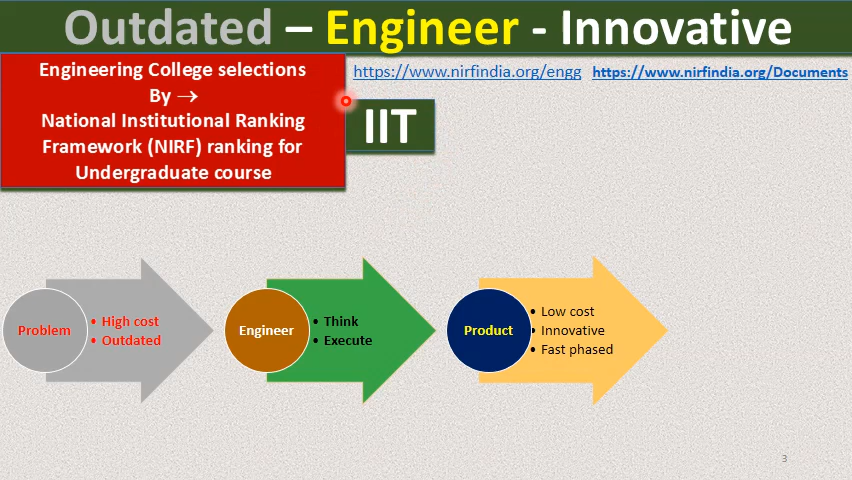 Outdated – Engineer - Innovative
Engineering College selections
By →
National Institutional Ranking
Framework (NIRF) ranking for
Undergraduate course
https://www.nirfindia.org/engg
https://www.nirfindia.org/Documents
IIT
Problem
• High cost
• Outdated
Engineer
• Think
• Execute
Product
• Low cost
• Innovative
• Fast phased
3